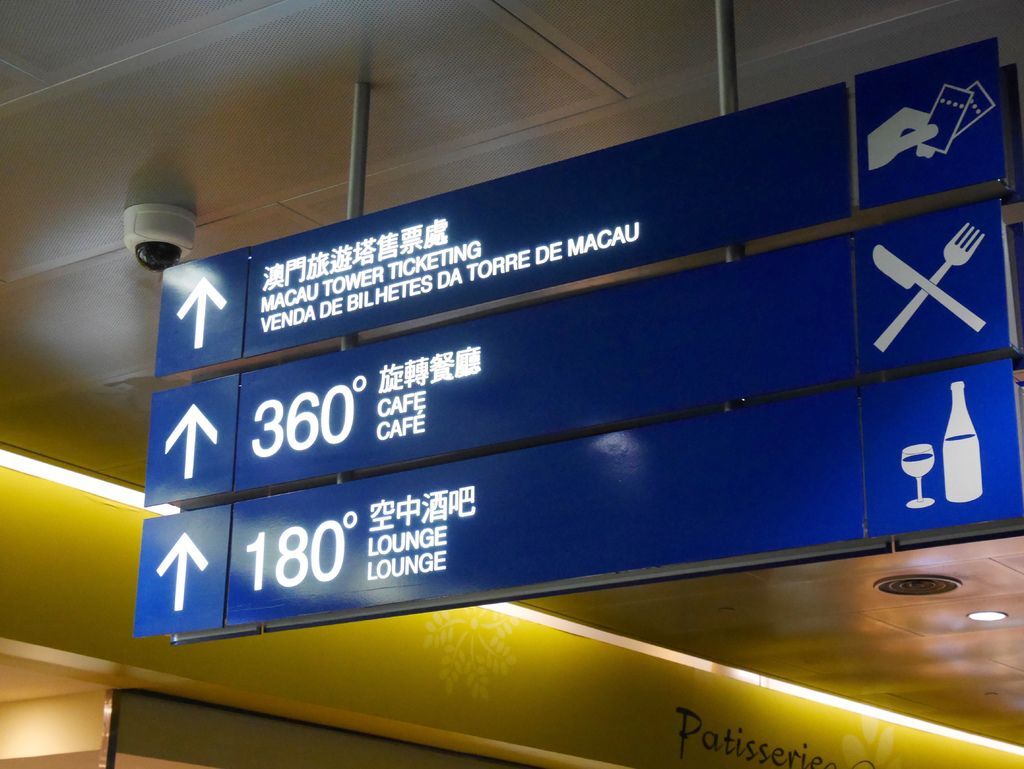 澳門旅遊塔售票處
MACAU TOWER TICKETING
VENDA DE BILHETES DA TORRE DE MACAU
360° 旋轉餐廳
CAFE
CAFÉ
180° 空中酒吧
LOUNGE
LOUNGE
Patisserie